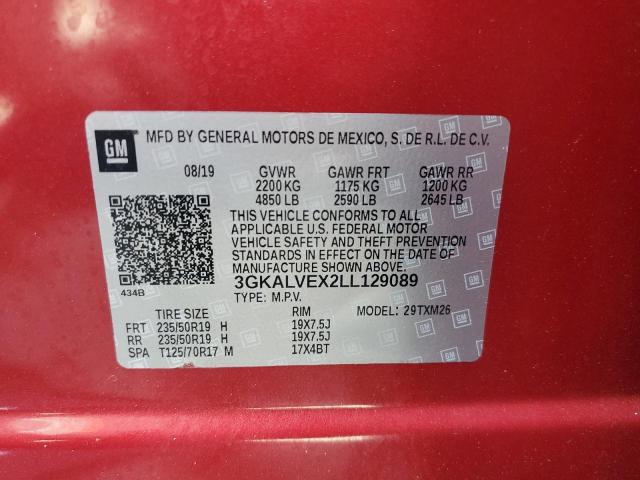 GM
MFD BY GENERAL MOTORS DE MEXICO, S. DE R.L. DE C.V.
08/19 GVWR GAWR FRT GAWR RR
2200 KG 1175 KG 1200 KG
4850 LB 2590 LB 2645 LB
THIS VEHICLE CONFORMS TO ALL
APPLICABLE U.S. FEDERAL MOTOR
VEHICLE SAFETY AND THEFT PREVENTION
STANDARDS IN EFFECT ON THE DATE OF
MANUFACTURE SHOWN ABOVE.
434B 3GKALVEX2LL129089
TYPE: M.P.V.
TIRE SIZE RIM MODEL: 29TXM26
FRT 235/50R19 H 19X7.5J
RR 235/50R19 H 19X7.5J
SPA T125/70R17 M 17X4BT